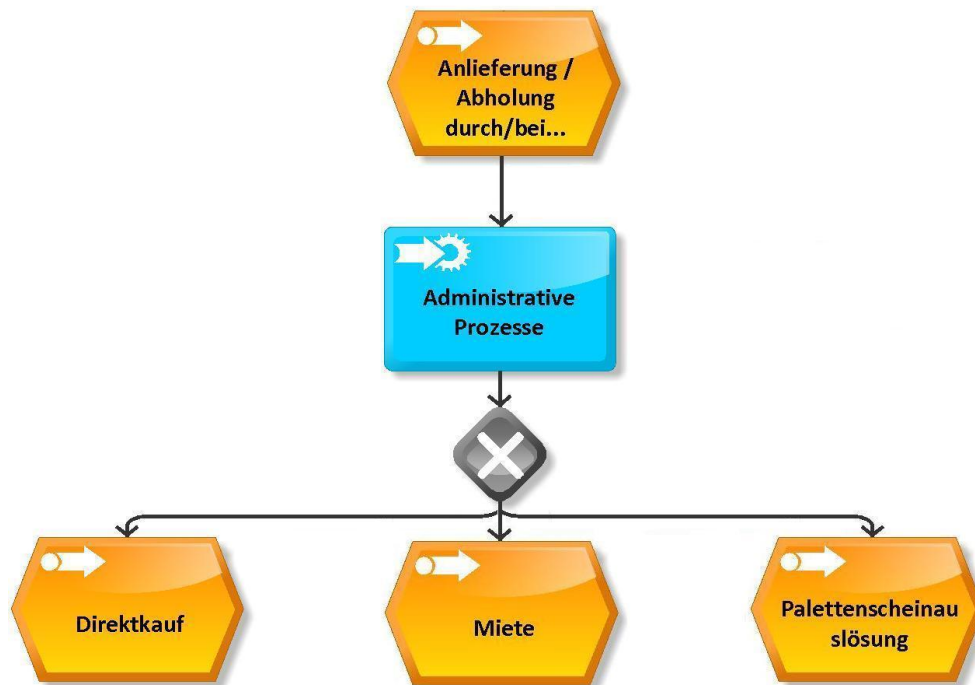 Anlieferung /
Abholung
durch/bei...
Administrative
Prozesse
Direktkauf
Miete
Palettenscheinau
slösung